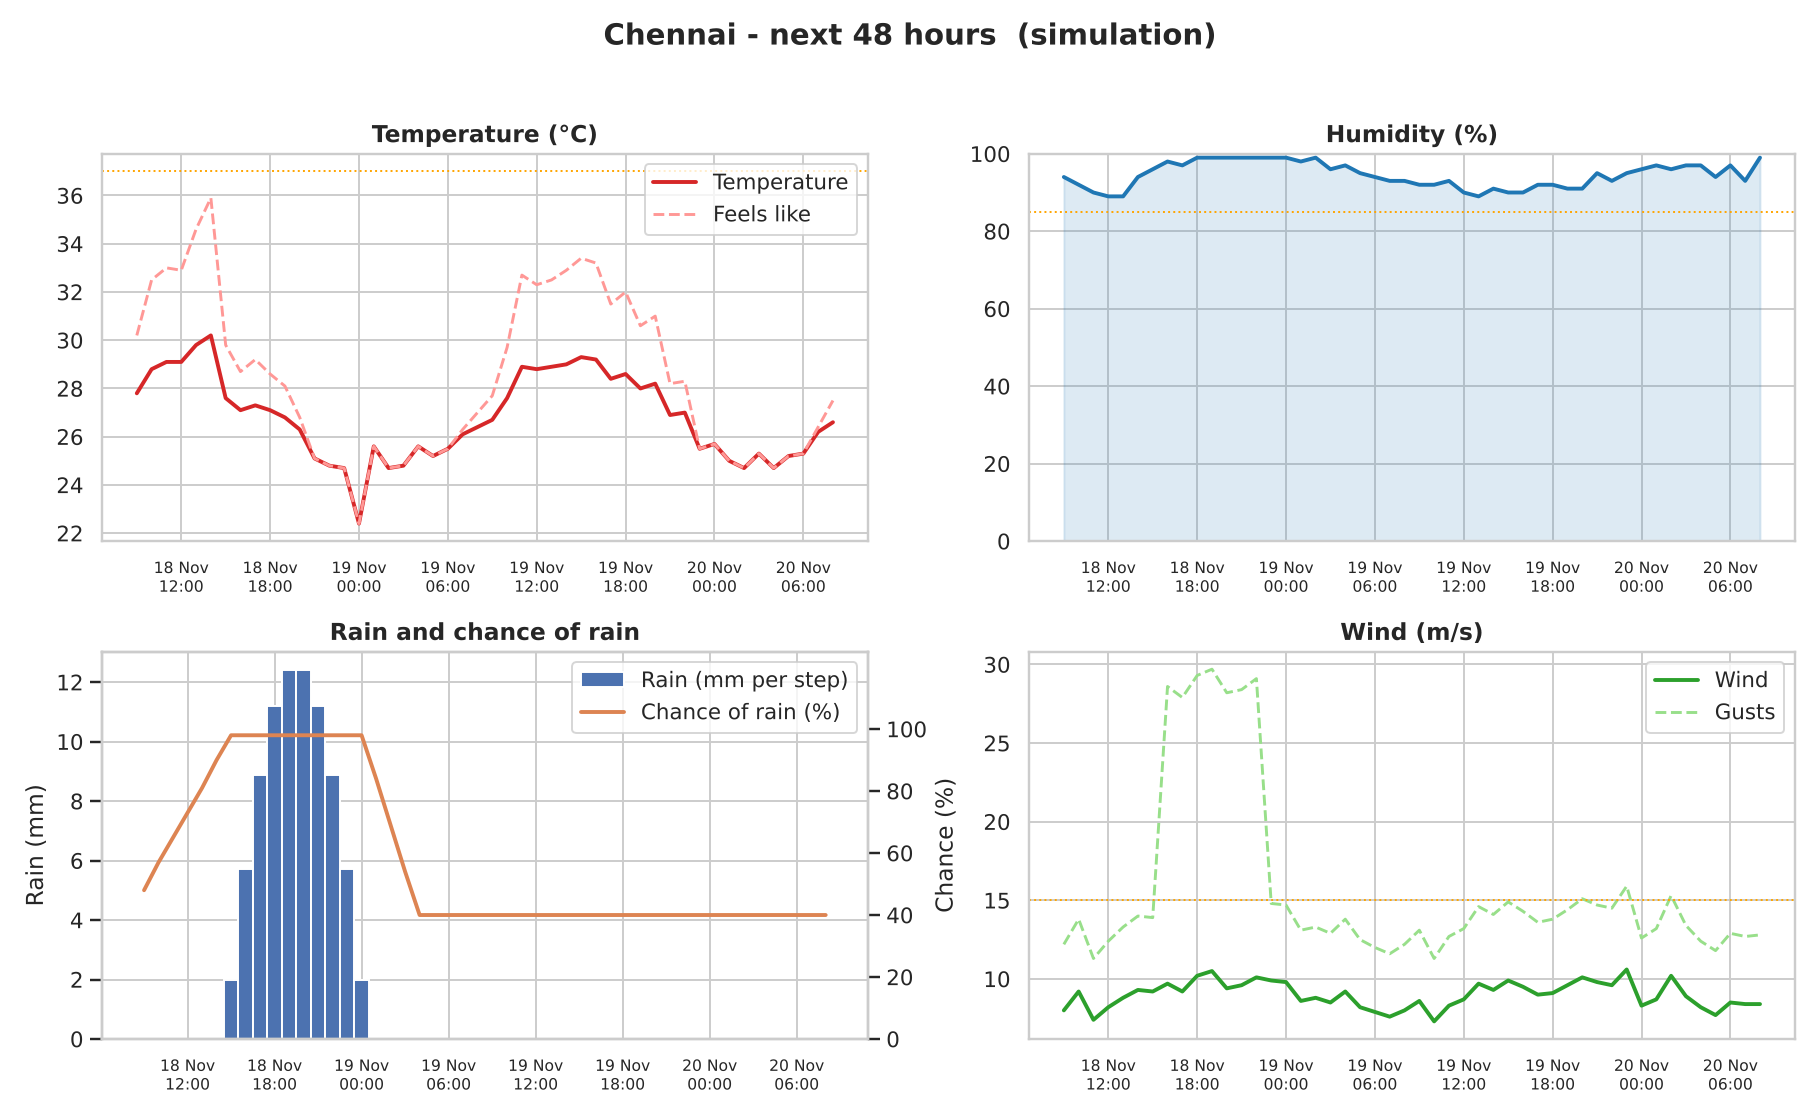 Chennai - next 48 hours  (simulation)
Temperature (°C)
36
34
32
30
28
26
24
22
Temperature
Feels like
18 Nov 18 Nov 19 Nov 19 Nov 19 Nov 19 Nov 20 Nov 20 Nov
12:00 18:00 00:00 06:00 12:00 18:00 00:00 06:00
Humidity (%)
100
80
60
40
20
0
18 Nov 18 Nov 19 Nov 19 Nov 19 Nov 19 Nov 20 Nov 20 Nov
12:00 18:00 00:00 06:00 12:00 18:00 00:00 06:00
Rain and chance of rain
Rain (mm)
12
10
8
6
4
2
0
Rain (mm per step)
Chance of rain (%)
100
80
60
40
20
0
Chance (%)
18 Nov 18 Nov 19 Nov 19 Nov 19 Nov 19 Nov 20 Nov 20 Nov
12:00 18:00 00:00 06:00 12:00 18:00 00:00 06:00
Wind (m/s)
30
25
20
15
10
Wind
Gusts
18 Nov 18 Nov 19 Nov 19 Nov 19 Nov 19 Nov 20 Nov 20 Nov
12:00 18:00 00:00 06:00 12:00 18:00 00:00 06:00